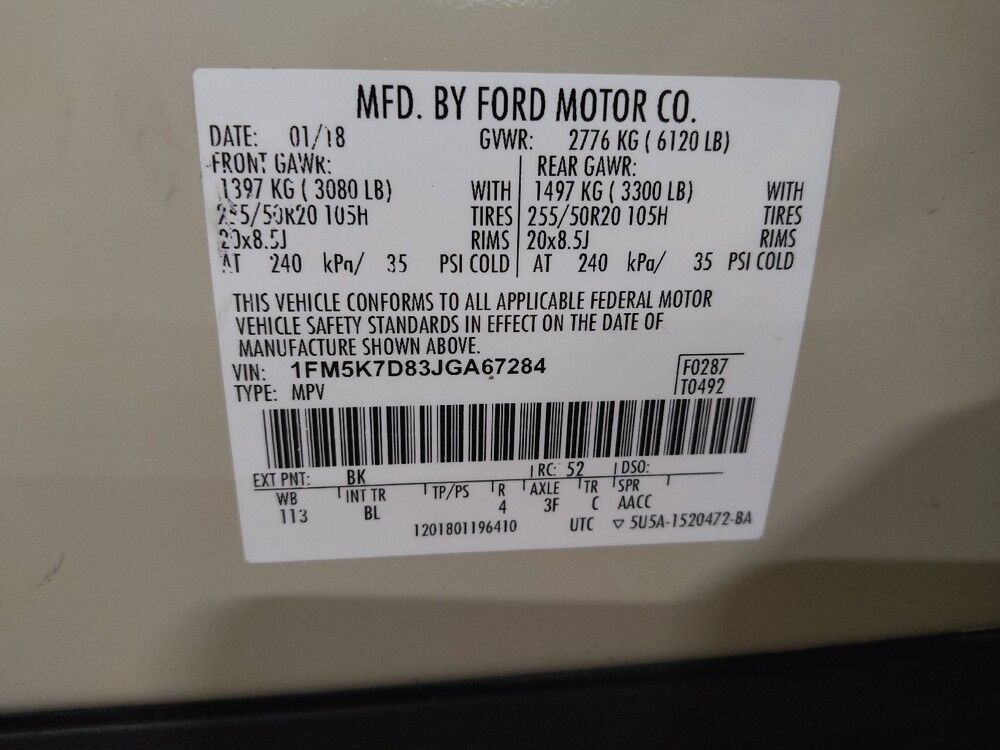 MFD. BY FORD MOTOR CO.
DATE: 01/18 GVWR: 2776 KG ( 6120 LB)
FRONT GAWR: REAR GAWR:
1397 KG ( 3080 LB) WITH 1497 KG ( 3300 LB) WITH
255/50R20 105H TIRES 255/50R20 105H TIRES
20x8.5J RIMS 20x8.5J RIMS
AT 240 kPa/ 35 PSI COLD AT 240 kPa/ 35 PSI COLD
THIS VEHICLE CONFORMS TO ALL APPLICABLE FEDERAL MOTOR
VEHICLE SAFETY STANDARDS IN EFFECT ON THE DATE OF
MANUFACTURE SHOWN ABOVE.
VIN: 1FM5K7D83JGA67284 F0287
TYPE: MPV T0492
EXT PNT: BK RC: 52 DSO:
WB INT TR TP/PS R AXLE TR SPR
113 BL 4 3F C AACC
1201801196410 UTC ▽ 5U5A-1520472-BA